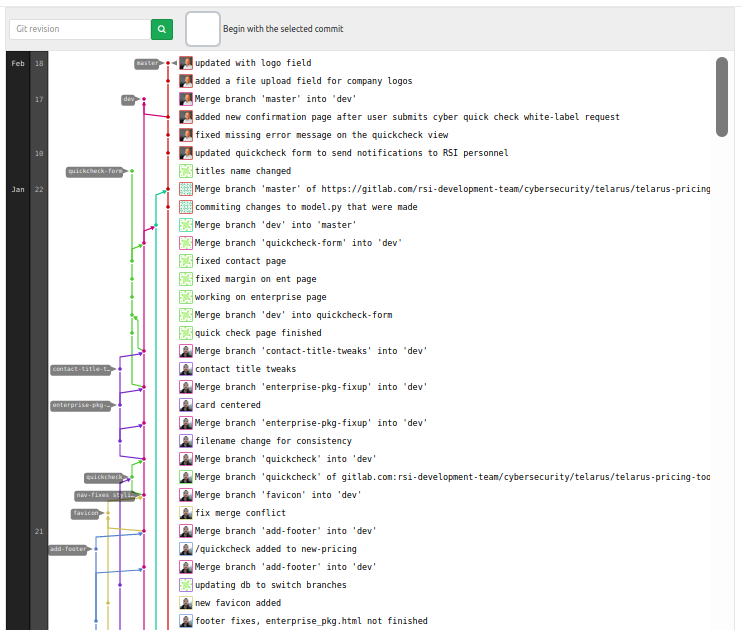 Git revision
Begin with the selected commit
Feb 18 master updated with logo field
added a file upload field for company logos
17 dev Merge branch 'master' into 'dev'
added new confirmation page after user submits cyber quick check white-label request
fixed missing error message on the quickcheck view
10 updated quickcheck form to send notifications to RSI personnel
quickcheck-form titles name changed
Jan 22 Merge branch 'master' of https://gitlab.com/rsi-development-team/cybersecurity/telarus/telarus-pricing
commiting changes to model.py that were made
Merge branch 'dev' into 'master'
Merge branch 'quickcheck-form' into 'dev'
fixed contact page
fixed margin on ent page
working on enterprise page
Merge branch 'dev' into quickcheck-form
quick check page finished
Merge branch 'contact-title-tweaks' into 'dev'
contact-title-t… contact title tweaks
Merge branch 'enterprise-pkg-fixup' into 'dev'
enterprise-pkg-… card centered
Merge branch 'enterprise-pkg-fixup' into 'dev'
filename change for consistency
Merge branch 'quickcheck' into 'dev'
quickcheck Merge branch 'quickcheck' of gitlab.com:rsi-development-team/cybersecurity/telarus/telarus-pricing-too
nav-fixes styli… Merge branch 'favicon' into 'dev'
favicon fix merge conflict
21 Merge branch 'add-footer' into 'dev'
add-footer /quickcheck added to new-pricing
Merge branch 'add-footer' into 'dev'
updating db to switch branches
new favicon added
footer fixes, enterprise_pkg.html not finished